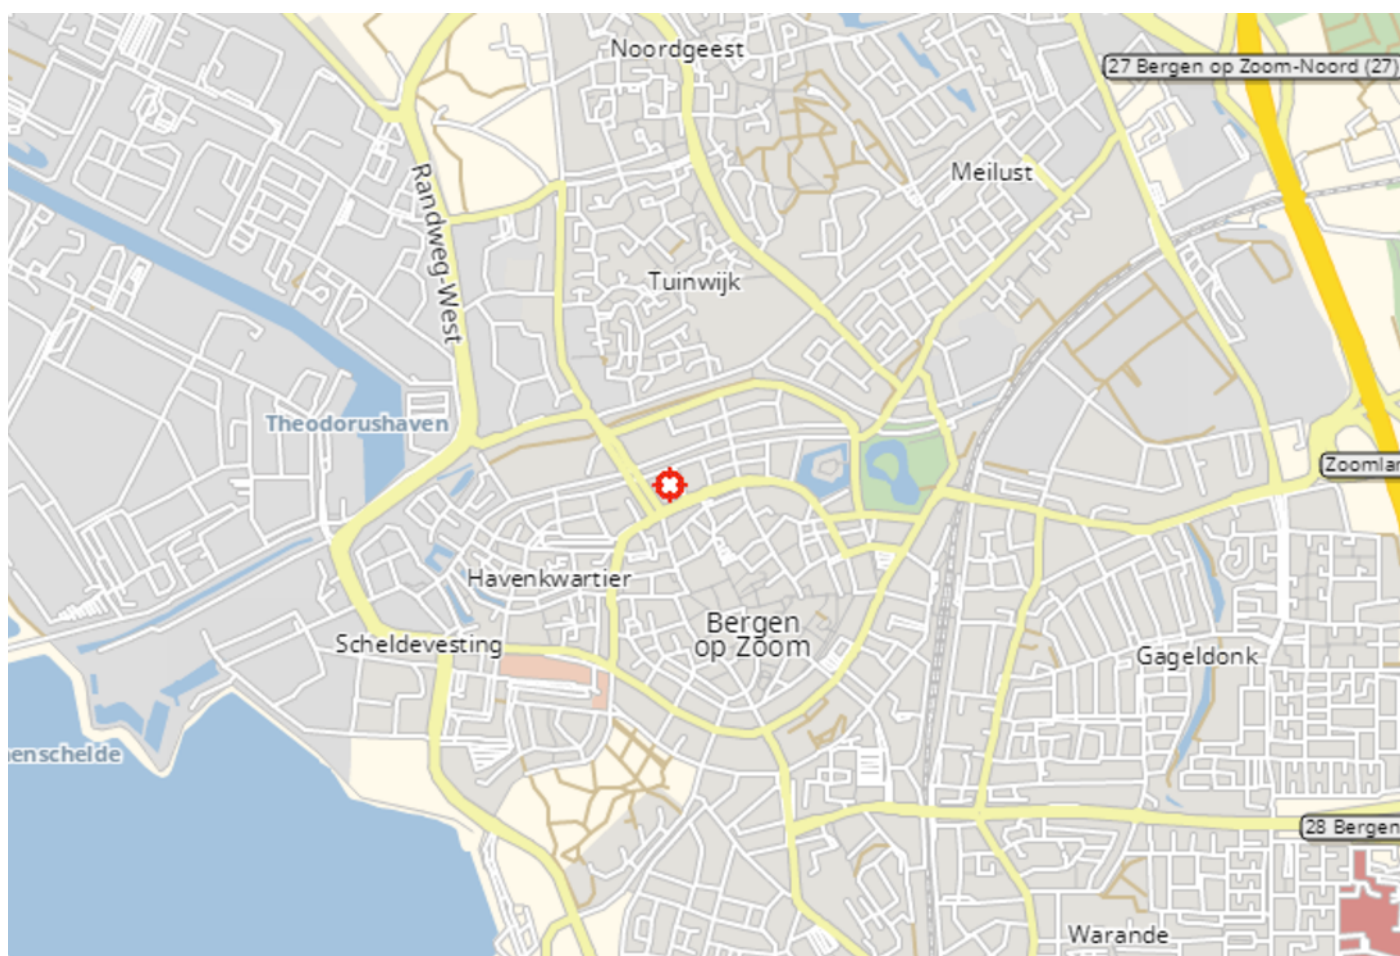 Noordgeest
27 Bergen op Zoom-Noord (27)
Meilust
Randweg-West
Tuinwijk
Theodorushaven
Zoomlan
Havenkwartier
Bergen
op Zoom
Scheldevesting
Gageldonk
enschelde
28 Bergen
Warande